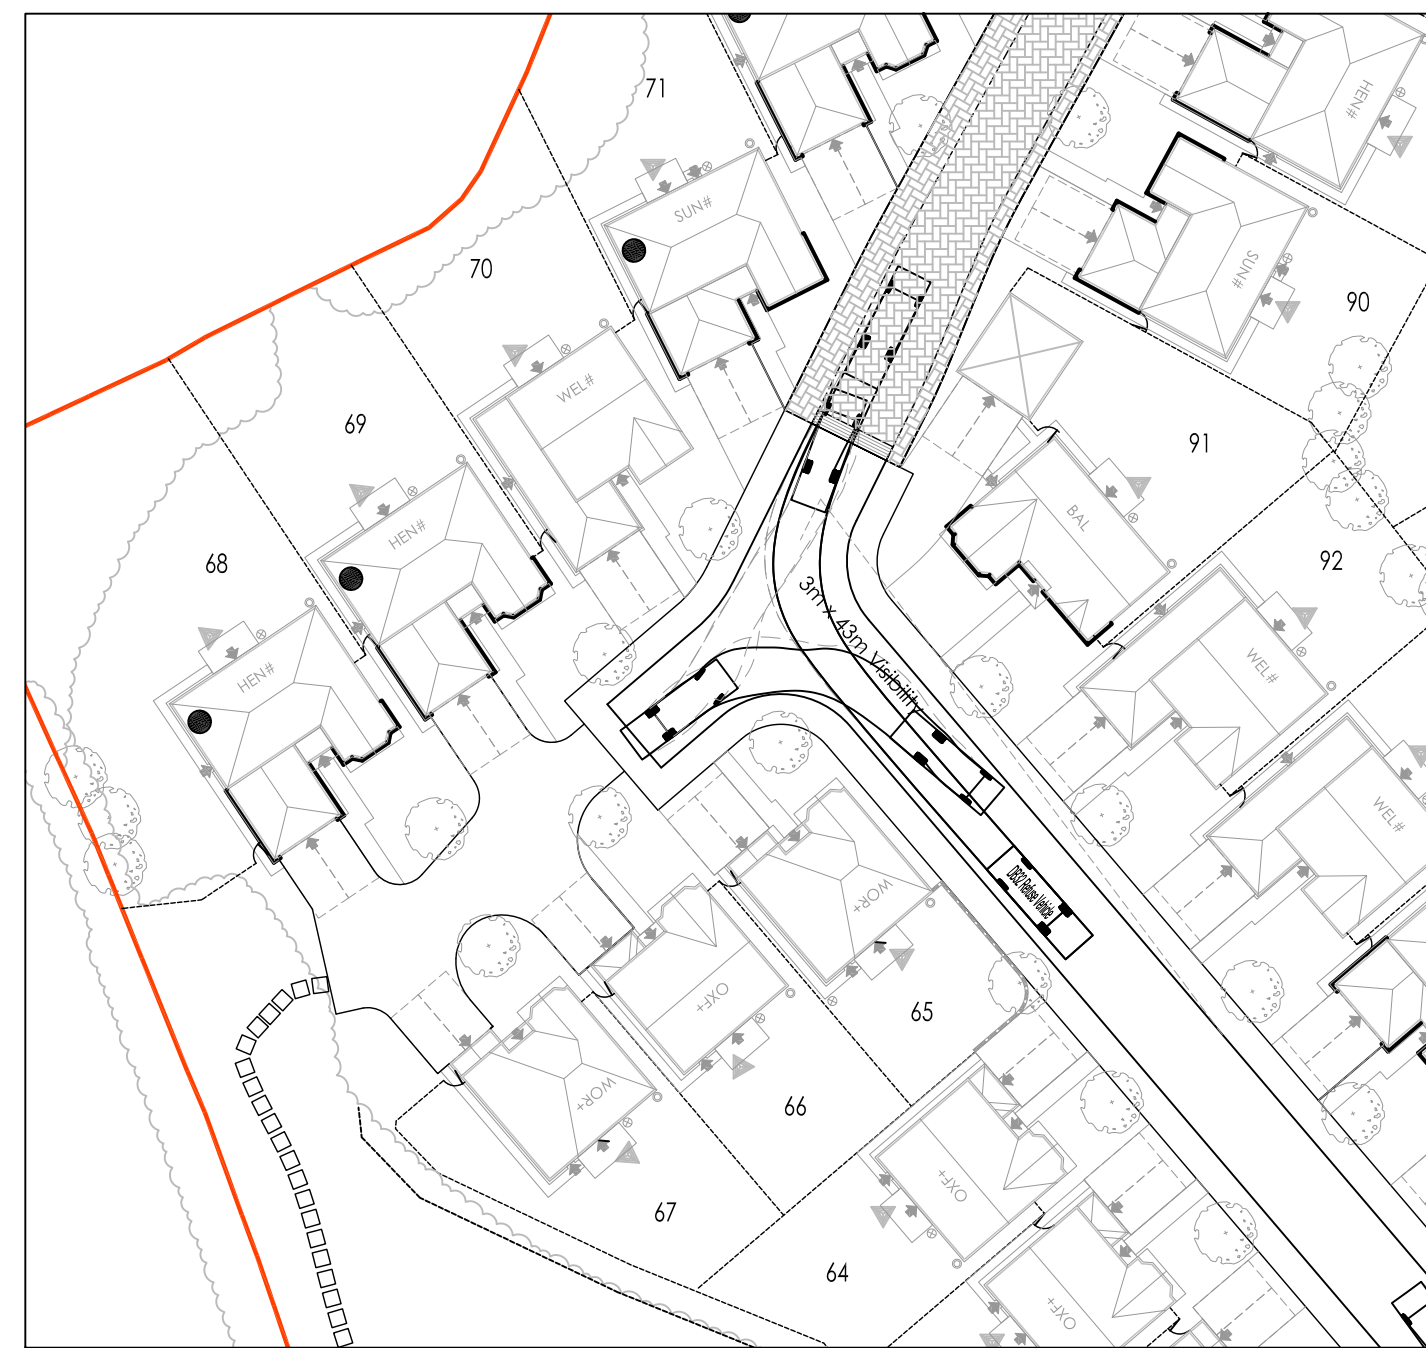 71
HEN#
SUN#
70
SUN#
90
WEL#
69
91
HEN#
BAL
68
92
3m x 43m Visibility
HEN#
WEL#
WEL#
DB32 Refuse Vehicle
WOR+
65
OXF+
WOR+
66
OXF+
67
64
OXF+